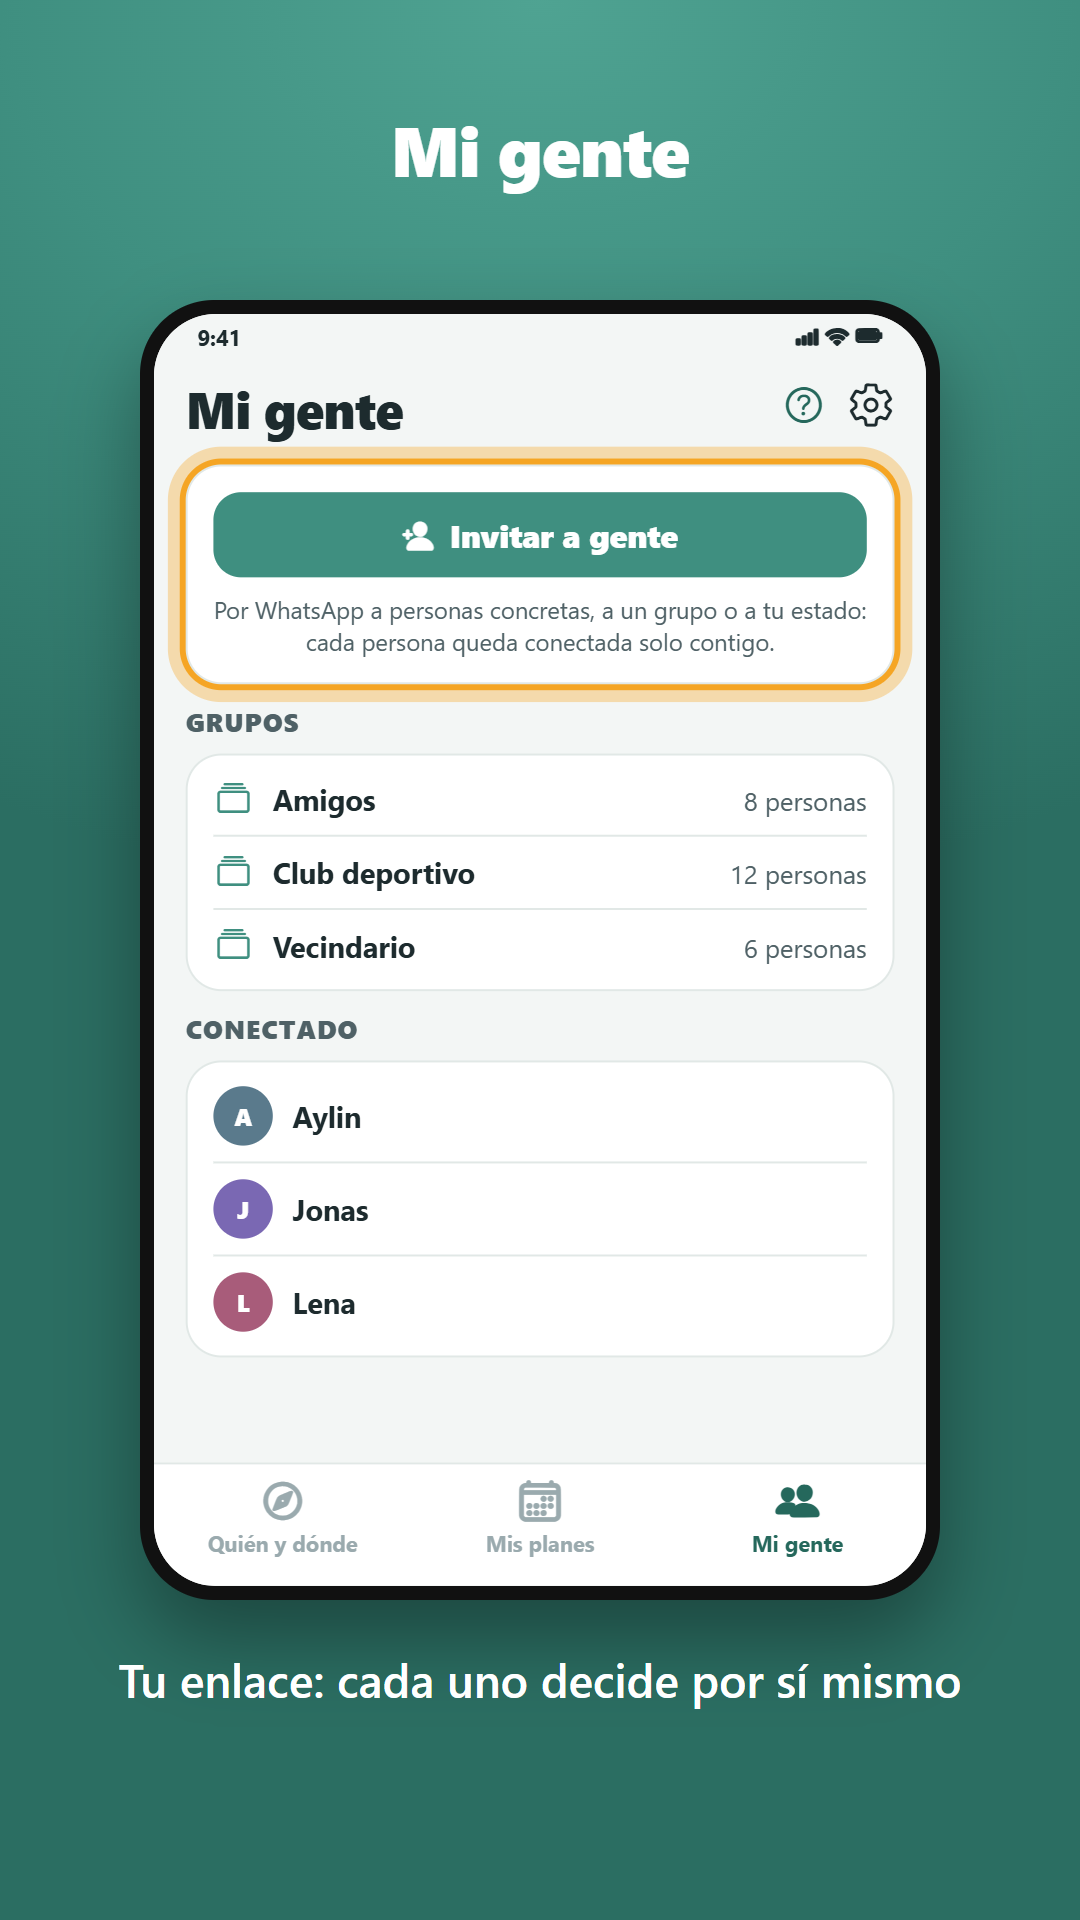 Mi gente
9:41
Mi gente
Invitar a gente
Por WhatsApp a personas concretas, a un grupo o a tu estado:
cada persona queda conectada solo contigo.
GRUPOS
Amigos 8 personas
Club deportivo 12 personas
Vecindario 6 personas
CONECTADO
A Aylin
J Jonas
L Lena
Quién y dónde Mis planes Mi gente
Tu enlace: cada uno decide por sí mismo